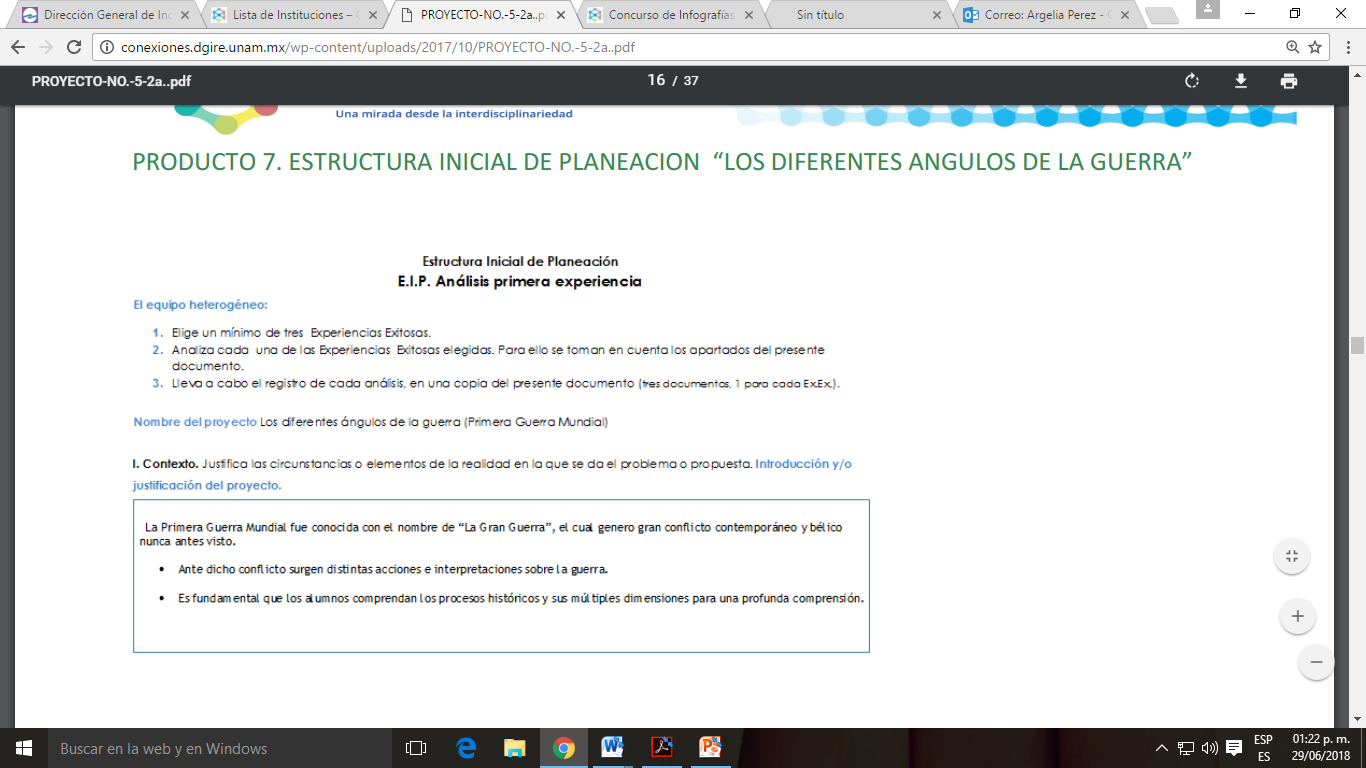 Dirección General de Inc
Lista de Instituciones – C
PROYECTO-NO.-5-2a..pd
Concurso de Infografías
Sin título
Correo: Argelia Perez - O
conexiones.dgire.unam.mx/wp-content/uploads/2017/10/PROYECTO-NO.-5-2a..pdf
PROYECTO-NO.-5-2a..pdf
16 / 37
Una mirada desde la interdisciplinariedad
PRODUCTO 7. ESTRUCTURA INICIAL DE PLANEACION “LOS DIFERENTES ANGULOS DE LA GUERRA”
Estructura Inicial de Planeación
E.I.P. Análisis primera experiencia
El equipo heterogéneo:
1. Elige un mínimo de tres Experiencias Exitosas.
2. Analiza cada una de las Experiencias Exitosas elegidas. Para ello se toman en cuenta los apartados del presente
documento.
3. Lleva a cabo el registro de cada análisis, en una copia del presente documento (tres documentos, 1 para cada Ex.Ex.).
Nombre del proyecto Los diferentes ángulos de la guerra (Primera Guerra Mundial)
I. Contexto. Justifica las circunstancias o elementos de la realidad en la que se da el problema o propuesta. Introducción y/o
justificación del proyecto.
La Primera Guerra Mundial fue conocida con el nombre de “La Gran Guerra”, el cual genero gran conflicto contemporáneo y bélico
nunca antes visto.
• Ante dicho conflicto surgen distintas acciones e interpretaciones sobre la guerra.
• Es fundamental que los alumnos comprendan los procesos históricos y sus múltiples dimensiones para una profunda comprensión.
Buscar en la web y en Windows
ESP
ES
01:22 p. m.
29/06/2018